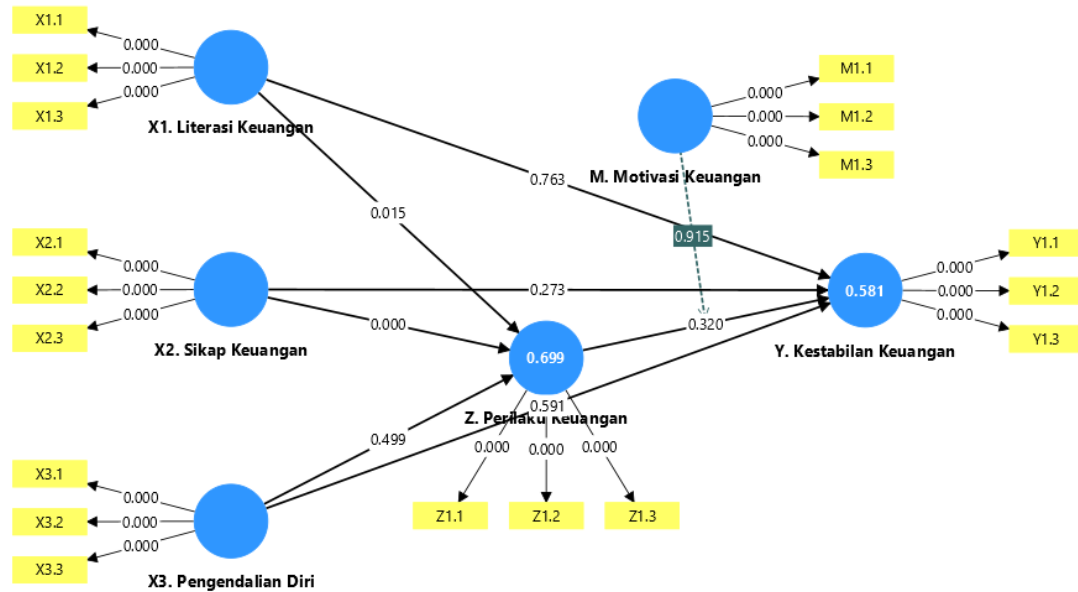 X1.1
0.000
X1.2
0.000
X1.3
0.000
X1. Literasi Keuangan
M1.1
0.000
M1.2
0.000
M1.3
0.000
M. Motivasi Keuangan
0.763
0.015
0.915
X2.1
0.000
X2.2
0.000
X2.3
0.000
X2. Sikap Keuangan
0.273
0.000
0.320
0.581
Y1.1
0.000
Y1.2
0.000
Y1.3
0.000
Y. Kestabilan Keuangan
0.699
0.591
Z. Perilaku Keuangan
0.499
0.000
0.000
0.000
Z1.1
Z1.2
Z1.3
X3.1
0.000
X3.2
0.000
X3.3
0.000
X3. Pengendalian Diri